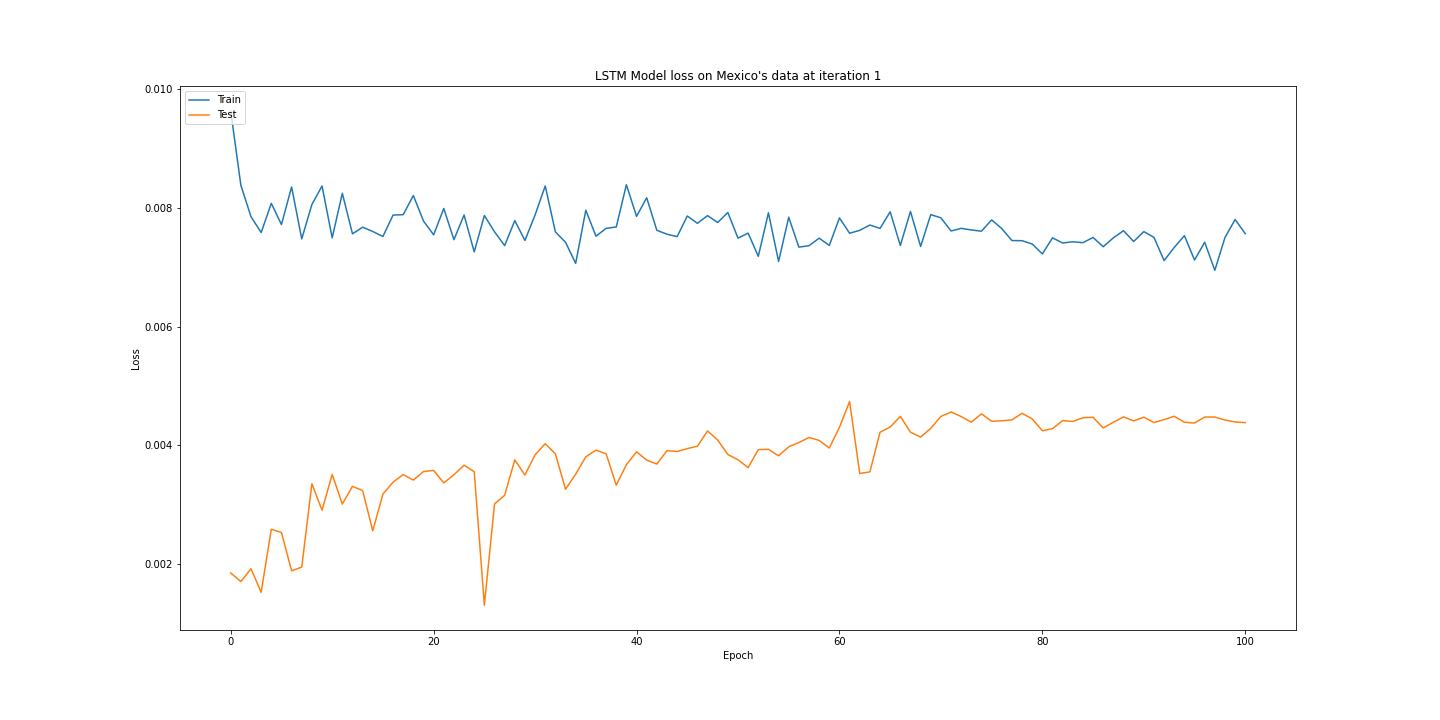 LSTM Model loss on Mexico's data at iteration 1
0.010
0.008
0.006
0.004
0.002
Loss
Train
Test
0 20 40 60 80 100
Epoch